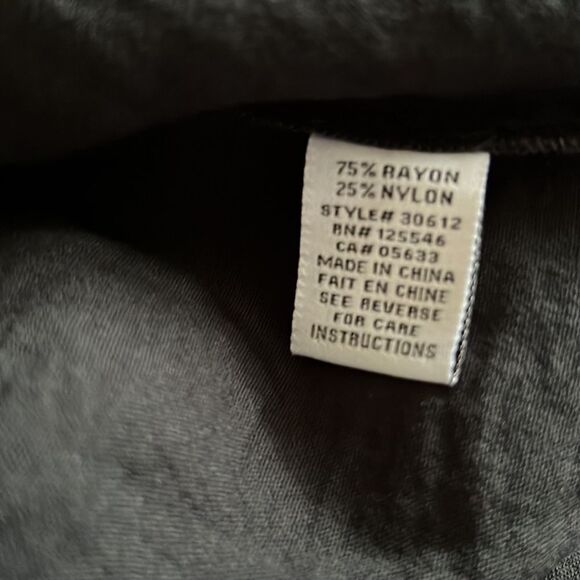 75% RAYON
25% NYLON
STYLE# 30612
RN# 125546
CA# 05633
MADE IN CHINA
FAIT EN CHINE
SEE REVERSE
FOR CARE
INSTRUCTIONS